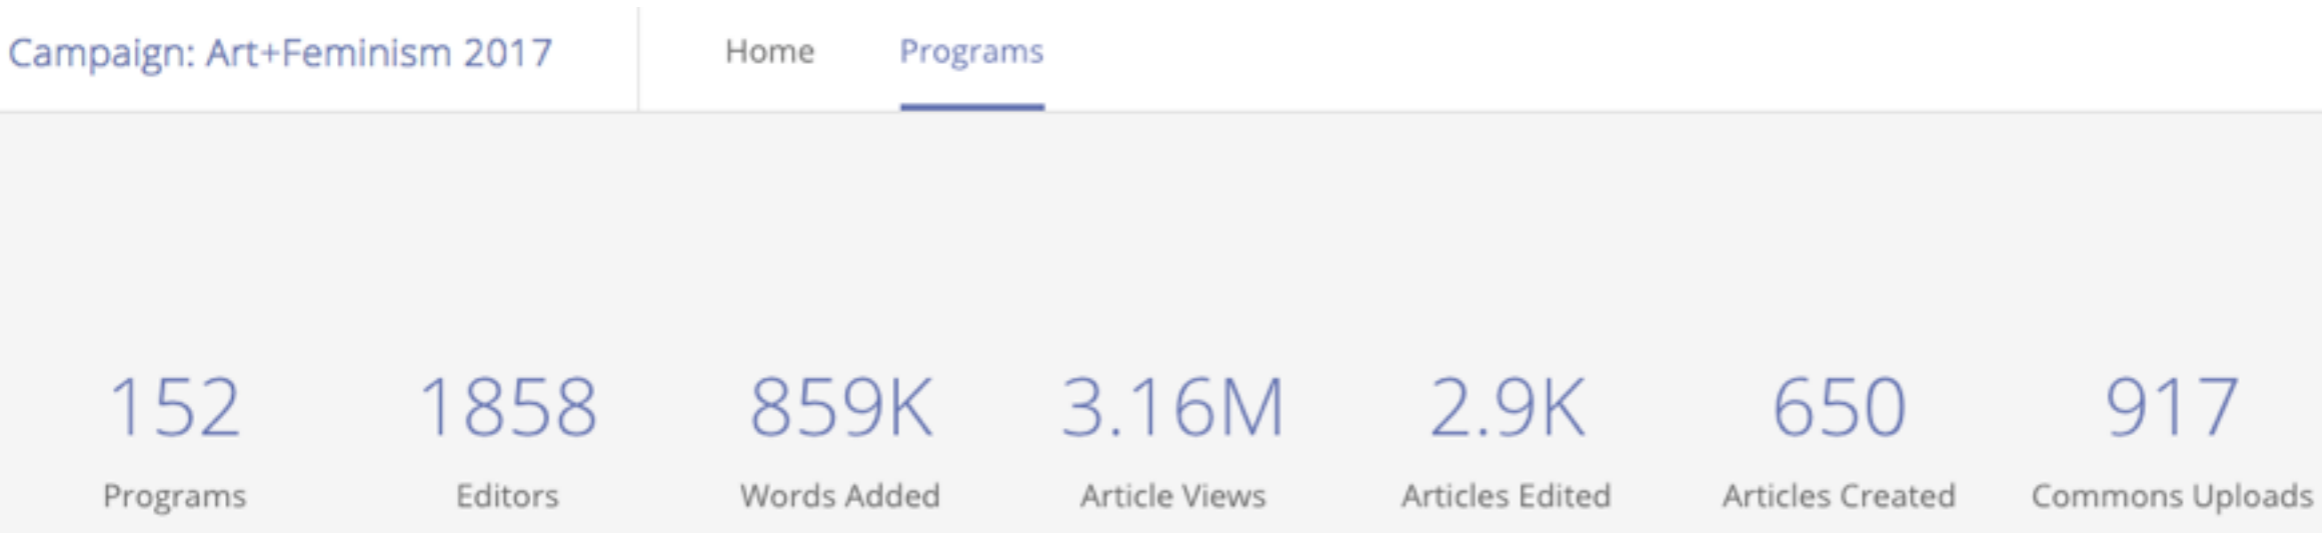 Campaign: Art+Feminism 2017 Home Programs
152 1858 859K 3.16M 2.9K 650 917
Programs Editors Words Added Article Views Articles Edited Articles Created Commons Uploads